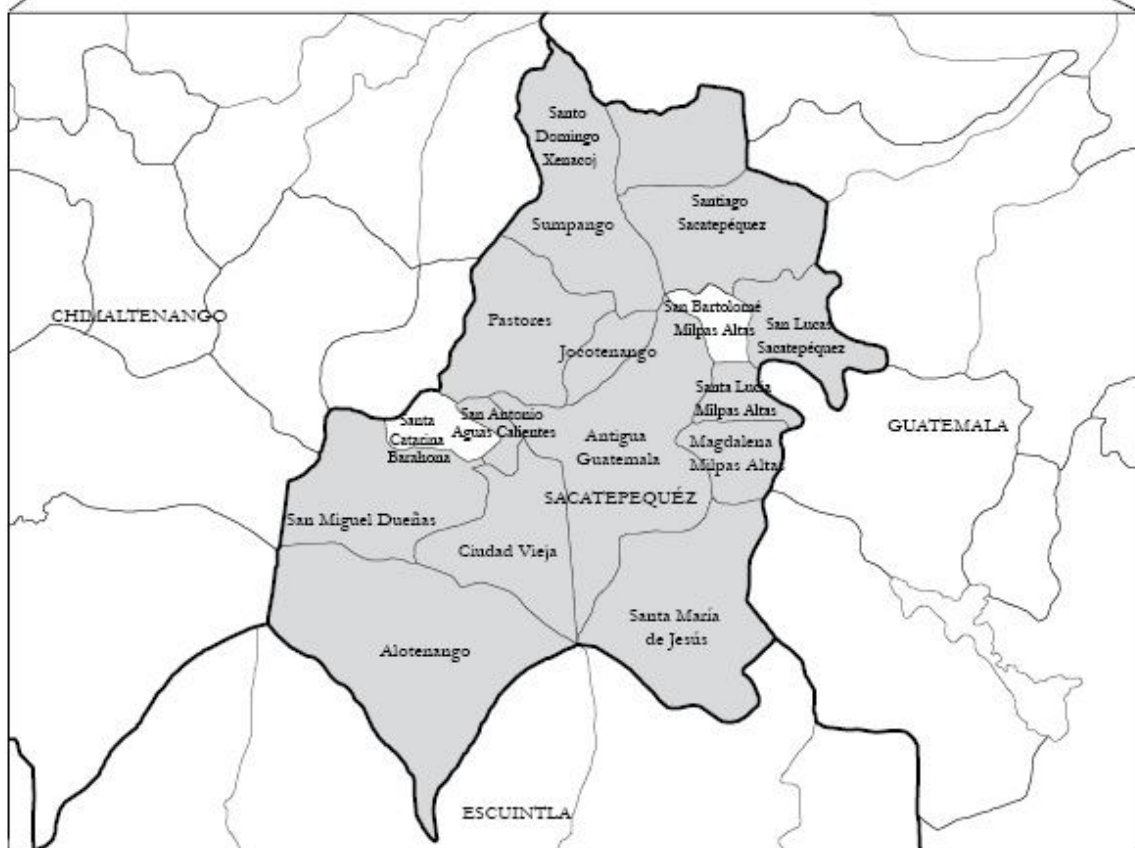 Santo
Domingo
Xenacoj
Santiago
Sacatepéquez
Sumpango
CHIMALTENANGO
San Bartolomé
Milpas Altas
Pastores
San Lucas
Sacatepéquez
Jocotenango
Santa Lucía
Milpas Altas
Santa
Catarina
Barahona
San Antonio
Aguas Calientes
Antigua
Guatemala
Magdalena
Milpas Altas
GUATEMALA
SACATEPEQUÉZ
San Miguel Dueñas
Ciudad Vieja
Santa María
de Jesús
Alotenango
ESCUINTLA